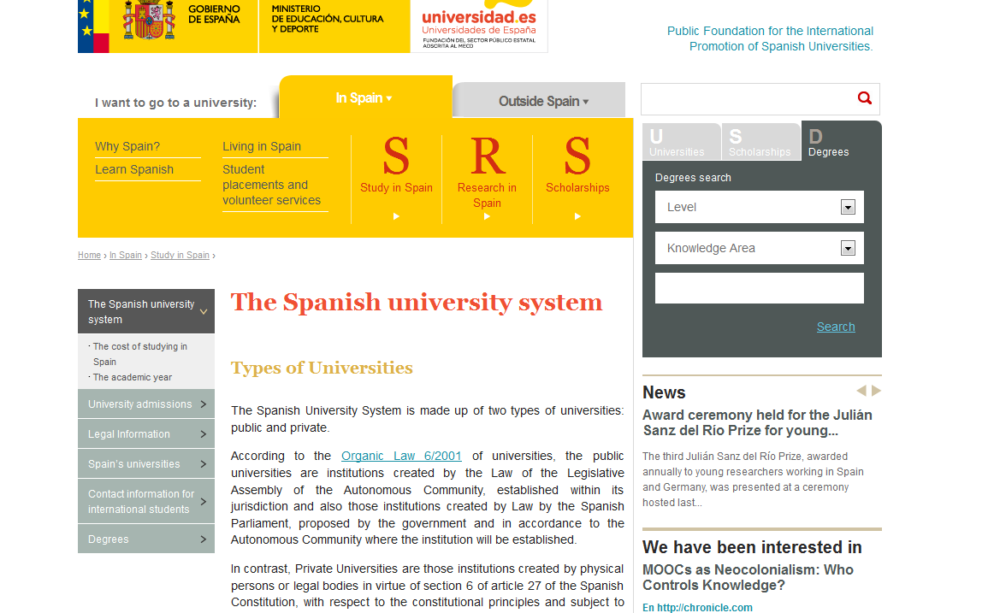 GOBIERNO
DE ESPAÑA
MINISTERIO
DE EDUCACIÓN, CULTURA
Y DEPORTE
universidad.es
Universidades de España
FUNDACIÓN DEL SECTOR PÚBLICO ESTATAL
ADSCRITA AL MECD
Public Foundation for the International
Promotion of Spanish Universities.
I want to go to a university:
In Spain ▾
Outside Spain ▾
Why Spain?
Learn Spanish
Living in Spain
Student
placements and
volunteer services
S
Study in Spain
R
Research in
Spain
S
Scholarships
U
Universities
S
Scholarships
D
Degrees
Degrees search
Level
Knowledge Area
Search
Home › In Spain › Study in Spain ›
The Spanish university
system
· The cost of studying in
Spain
· The academic year
University admissions
Legal Information
Spain's universities
Contact information for
international students
Degrees
The Spanish university system
Types of Universities
The Spanish University System is made up of two types of universities:
public and private.
According to the Organic Law 6/2001 of universities, the public
universities are institutions created by the Law of the Legislative
Assembly of the Autonomous Community, established within its
jurisdiction and also those institutions created by Law by the Spanish
Parliament, proposed by the government and in accordance to the
Autonomous Community where the institution will be established.
In contrast, Private Universities are those institutions created by physical
persons or legal bodies in virtue of section 6 of article 27 of the Spanish
Constitution, with respect to the constitutional principles and subject to
News
Award ceremony held for the Julián
Sanz del Río Prize for young...
The third Julián Sanz del Río Prize, awarded
annually to young researchers working in Spain
and Germany, was presented at a ceremony
hosted last...
We have been interested in
MOOCs as Neocolonialism: Who
Controls Knowledge?
En http://chronicle.com